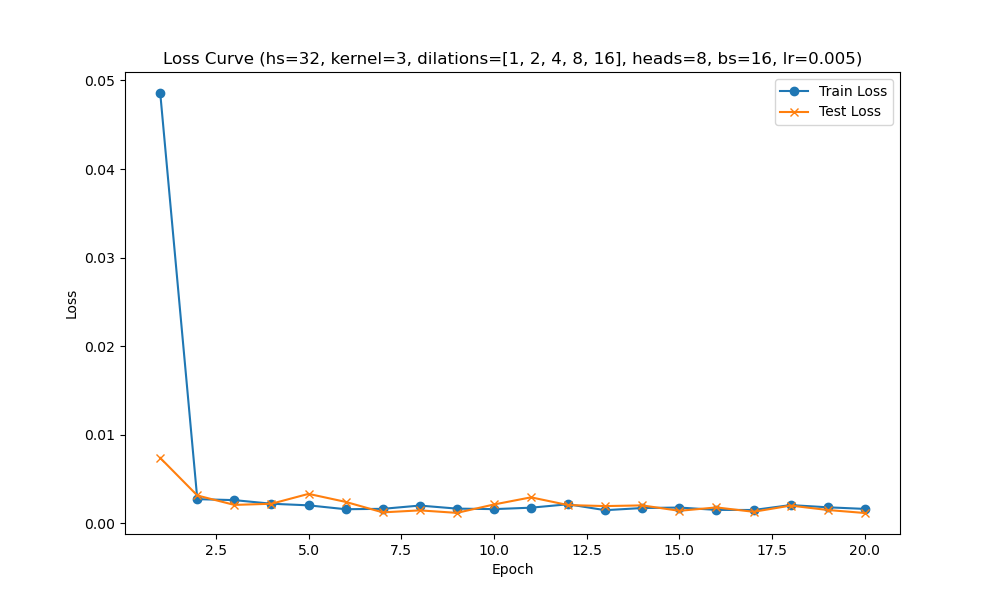 Loss Curve (hs=32, kernel=3, dilations=[1, 2, 4, 8, 16], heads=8, bs=16, lr=0.005)
Train Loss
Test Loss
0.05
0.04
0.03
0.02
0.01
0.00
Loss
2.5 5.0 7.5 10.0 12.5 15.0 17.5 20.0
Epoch